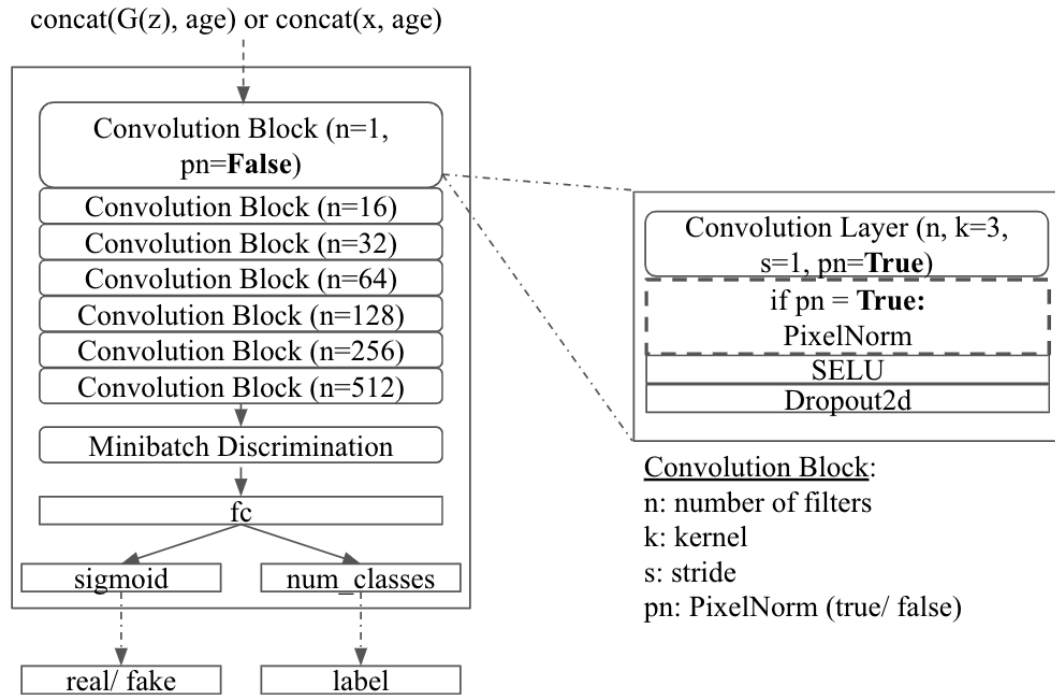 concat(G(z), age) or concat(x, age)
Convolution Block (n=1,
pn=False)
Convolution Block (n=16)
Convolution Block (n=32)
Convolution Block (n=64)
Convolution Block (n=128)
Convolution Block (n=256)
Convolution Block (n=512)
Minibatch Discrimination
fc
sigmoid
num_classes
real/ fake
label
Convolution Layer (n, k=3,
s=1, pn=True)
if pn = True:
PixelNorm
SELU
Dropout2d
Convolution Block:
n: number of filters
k: kernel
s: stride
pn: PixelNorm (true/ false)